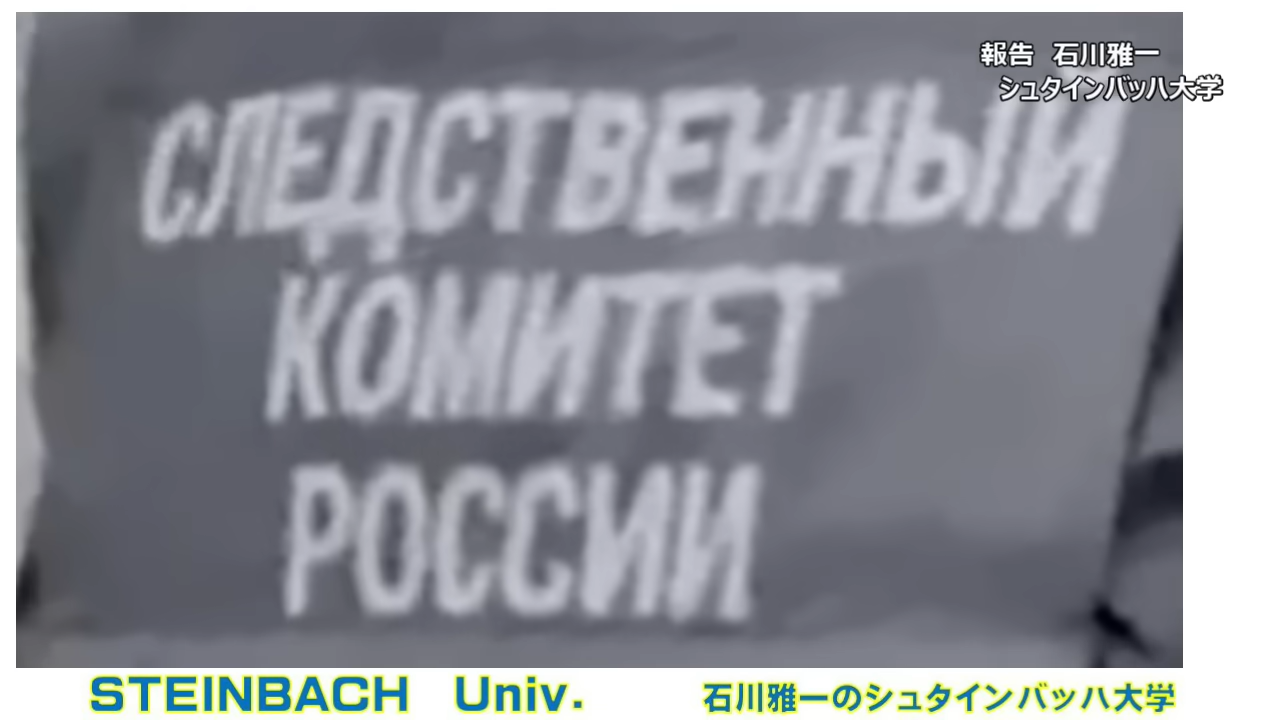 報告 石川雅一
シュタインバッハ大学
СЛЕДСТВЕННЫЙ
КОМИТЕТ
РОССИИ
STEINBACH Univ.
石川雅一のシュタインバッハ大学